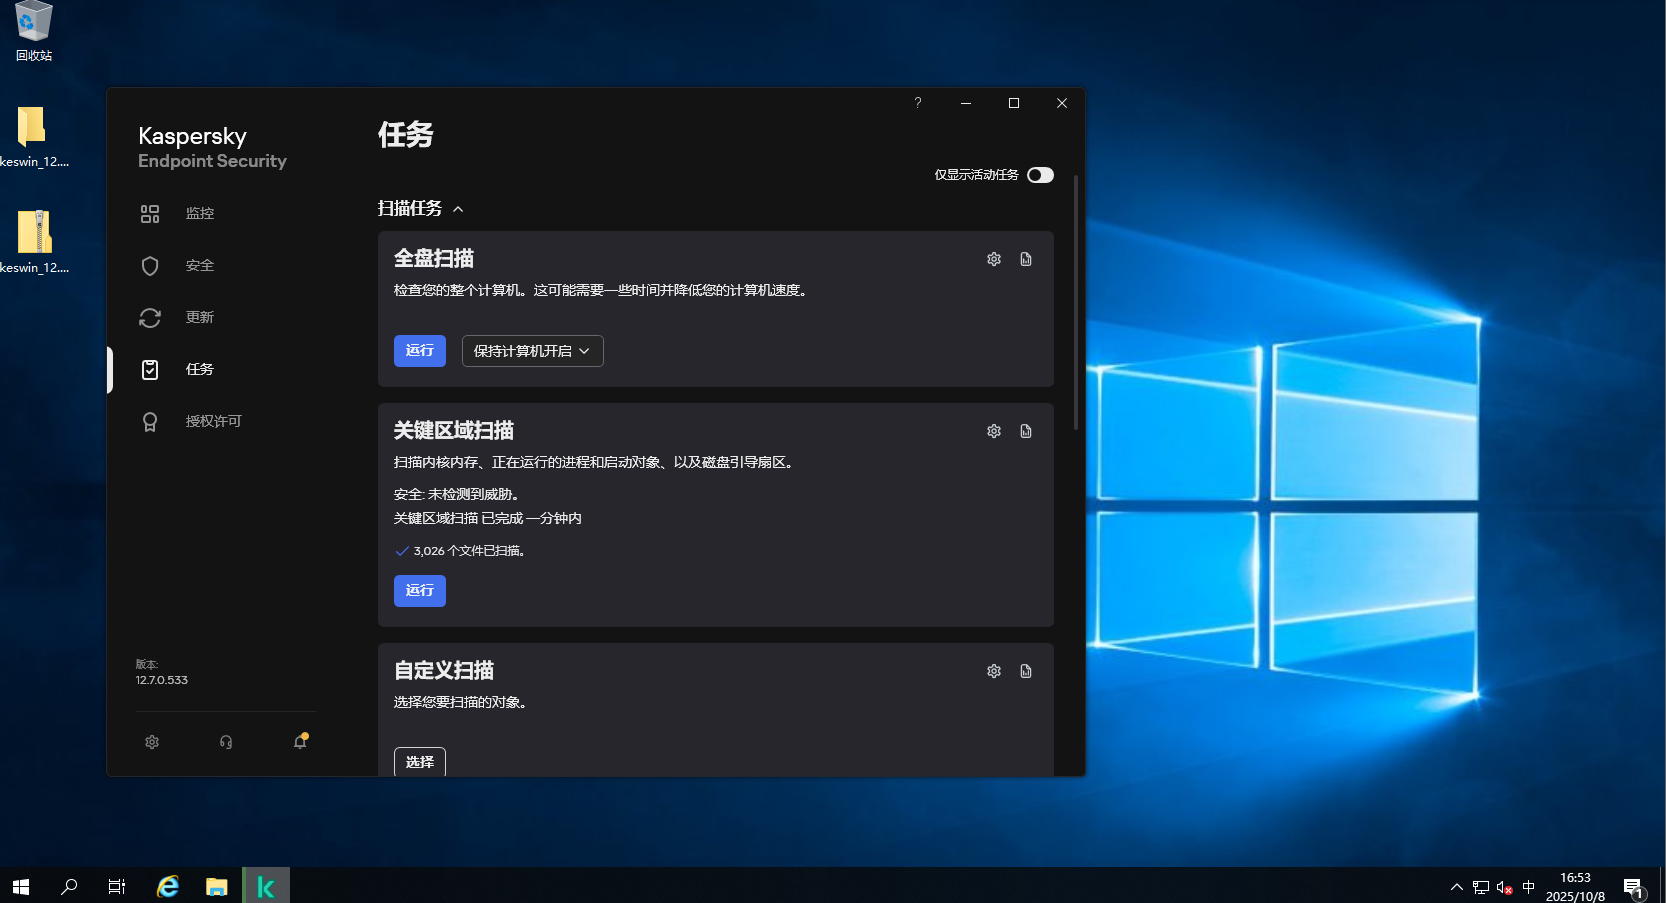 回收站
keswin_12....
keswin_12....
?
Kaspersky
Endpoint Security
监控
安全
更新
任务
授权许可
版本:
12.7.0.533
任务
仅显示活动任务
扫描任务
全盘扫描
检查您的整个计算机。这可能需要一些时间并降低您的计算机速度。
运行
保持计算机开启
关键区域扫描
扫描内核内存、正在运行的进程和启动对象、以及磁盘引导扇区。
安全: 未检测到威胁。
关键区域扫描 已完成 一分钟内
3,026 个文件已扫描。
运行
自定义扫描
选择您要扫描的对象。
选择
中
16:53
2025/10/8
1